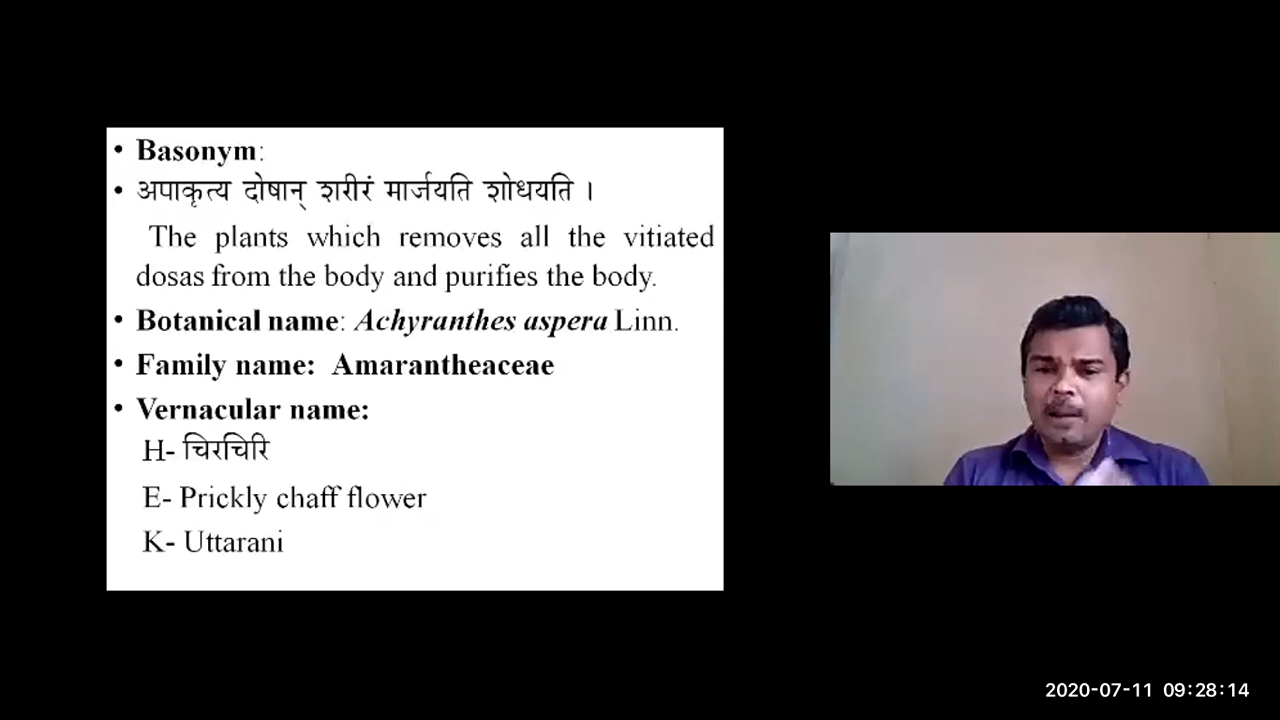 • Basonym:
• अपाकृत्य दोषान् शरीरं मार्जयति शोधयति ।
The plants which removes all the vitiated
dosas from the body and purifies the body.
• Botanical name: Achyranthes aspera Linn.
• Family name: Amarantheaceae
• Vernacular name:
H- चिरचिरि
E- Prickly chaff flower
K- Uttarani
2020-07-11 09:28:14